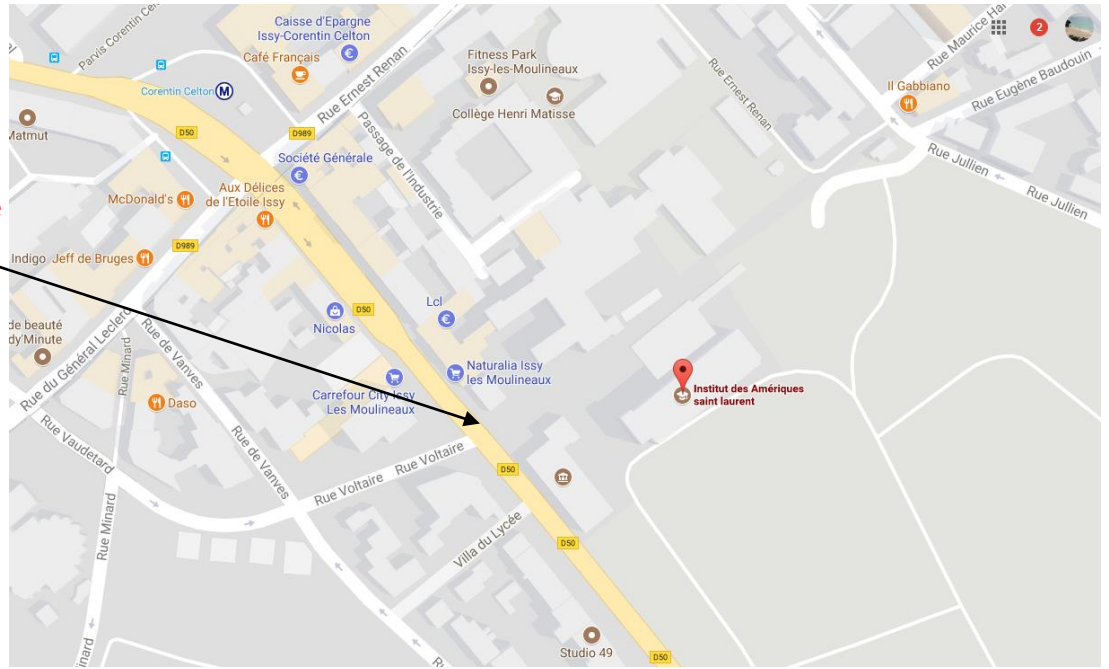 Parvis Corentin Cel
Caisse d'Epargne
Issy-Corentin Celton
Café Français
Corentin Celton
M
Matmut
D50
D989
Rue Ernest Renan
Fitness Park
Issy-les-Moulineaux
Collège Henri Matisse
Rue Ernest Renan
Rue Maurice Har
2
Il Gabbiano
Rue Eugène Baudouin
Rue Jullien
Rue Jullien
Société Générale
Passage de l'Industrie
McDonald's
Aux Délices
de l'Etoile Issy
D989
Indigo
Jeff de Bruges
D50
Nicolas
Lcl
de beauté
dy'Minute
Rue du Général Leclerc
Rue Minard
Rue de Vanves
Naturalia Issy
les Moulineaux
Carrefour City Issy
Les Moulineaux
Institut des Amériques
saint laurent
Daso
Rue Vaudetard
Rue de Vanves
Rue Voltaire
Rue Voltaire
D50
Rue Minard
Villa du Lycée
D50
Studio 49
D50